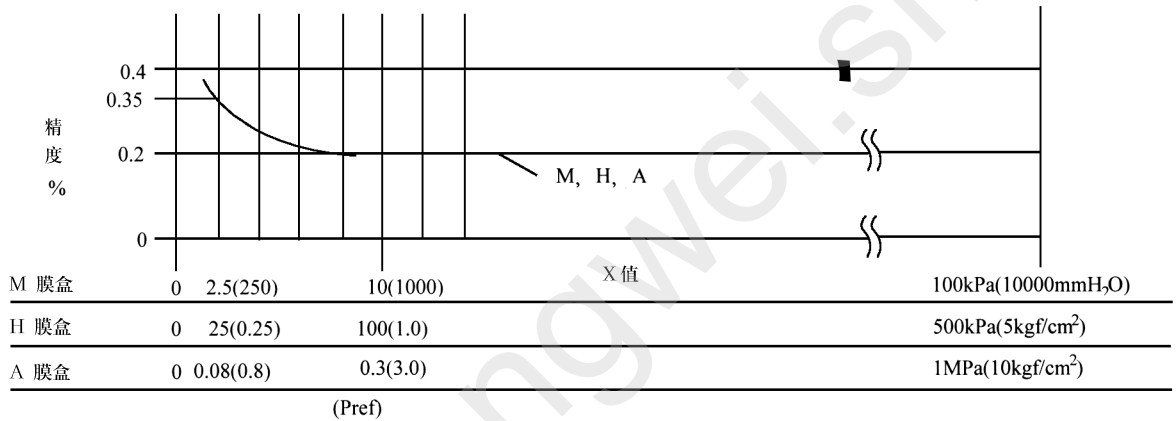 0.4
0.35
精度 %
0.2
M, H, A
0
X值
M 膜盒 0 2.5(250) 10(1000) 100kPa(10000mmH₂O)
H 膜盒 0 25(0.25) 100(1.0) 500kPa(5kgf/cm²)
A 膜盒 0 0.08(0.8) 0.3(3.0) 1MPa(10kgf/cm²)
(Pref)